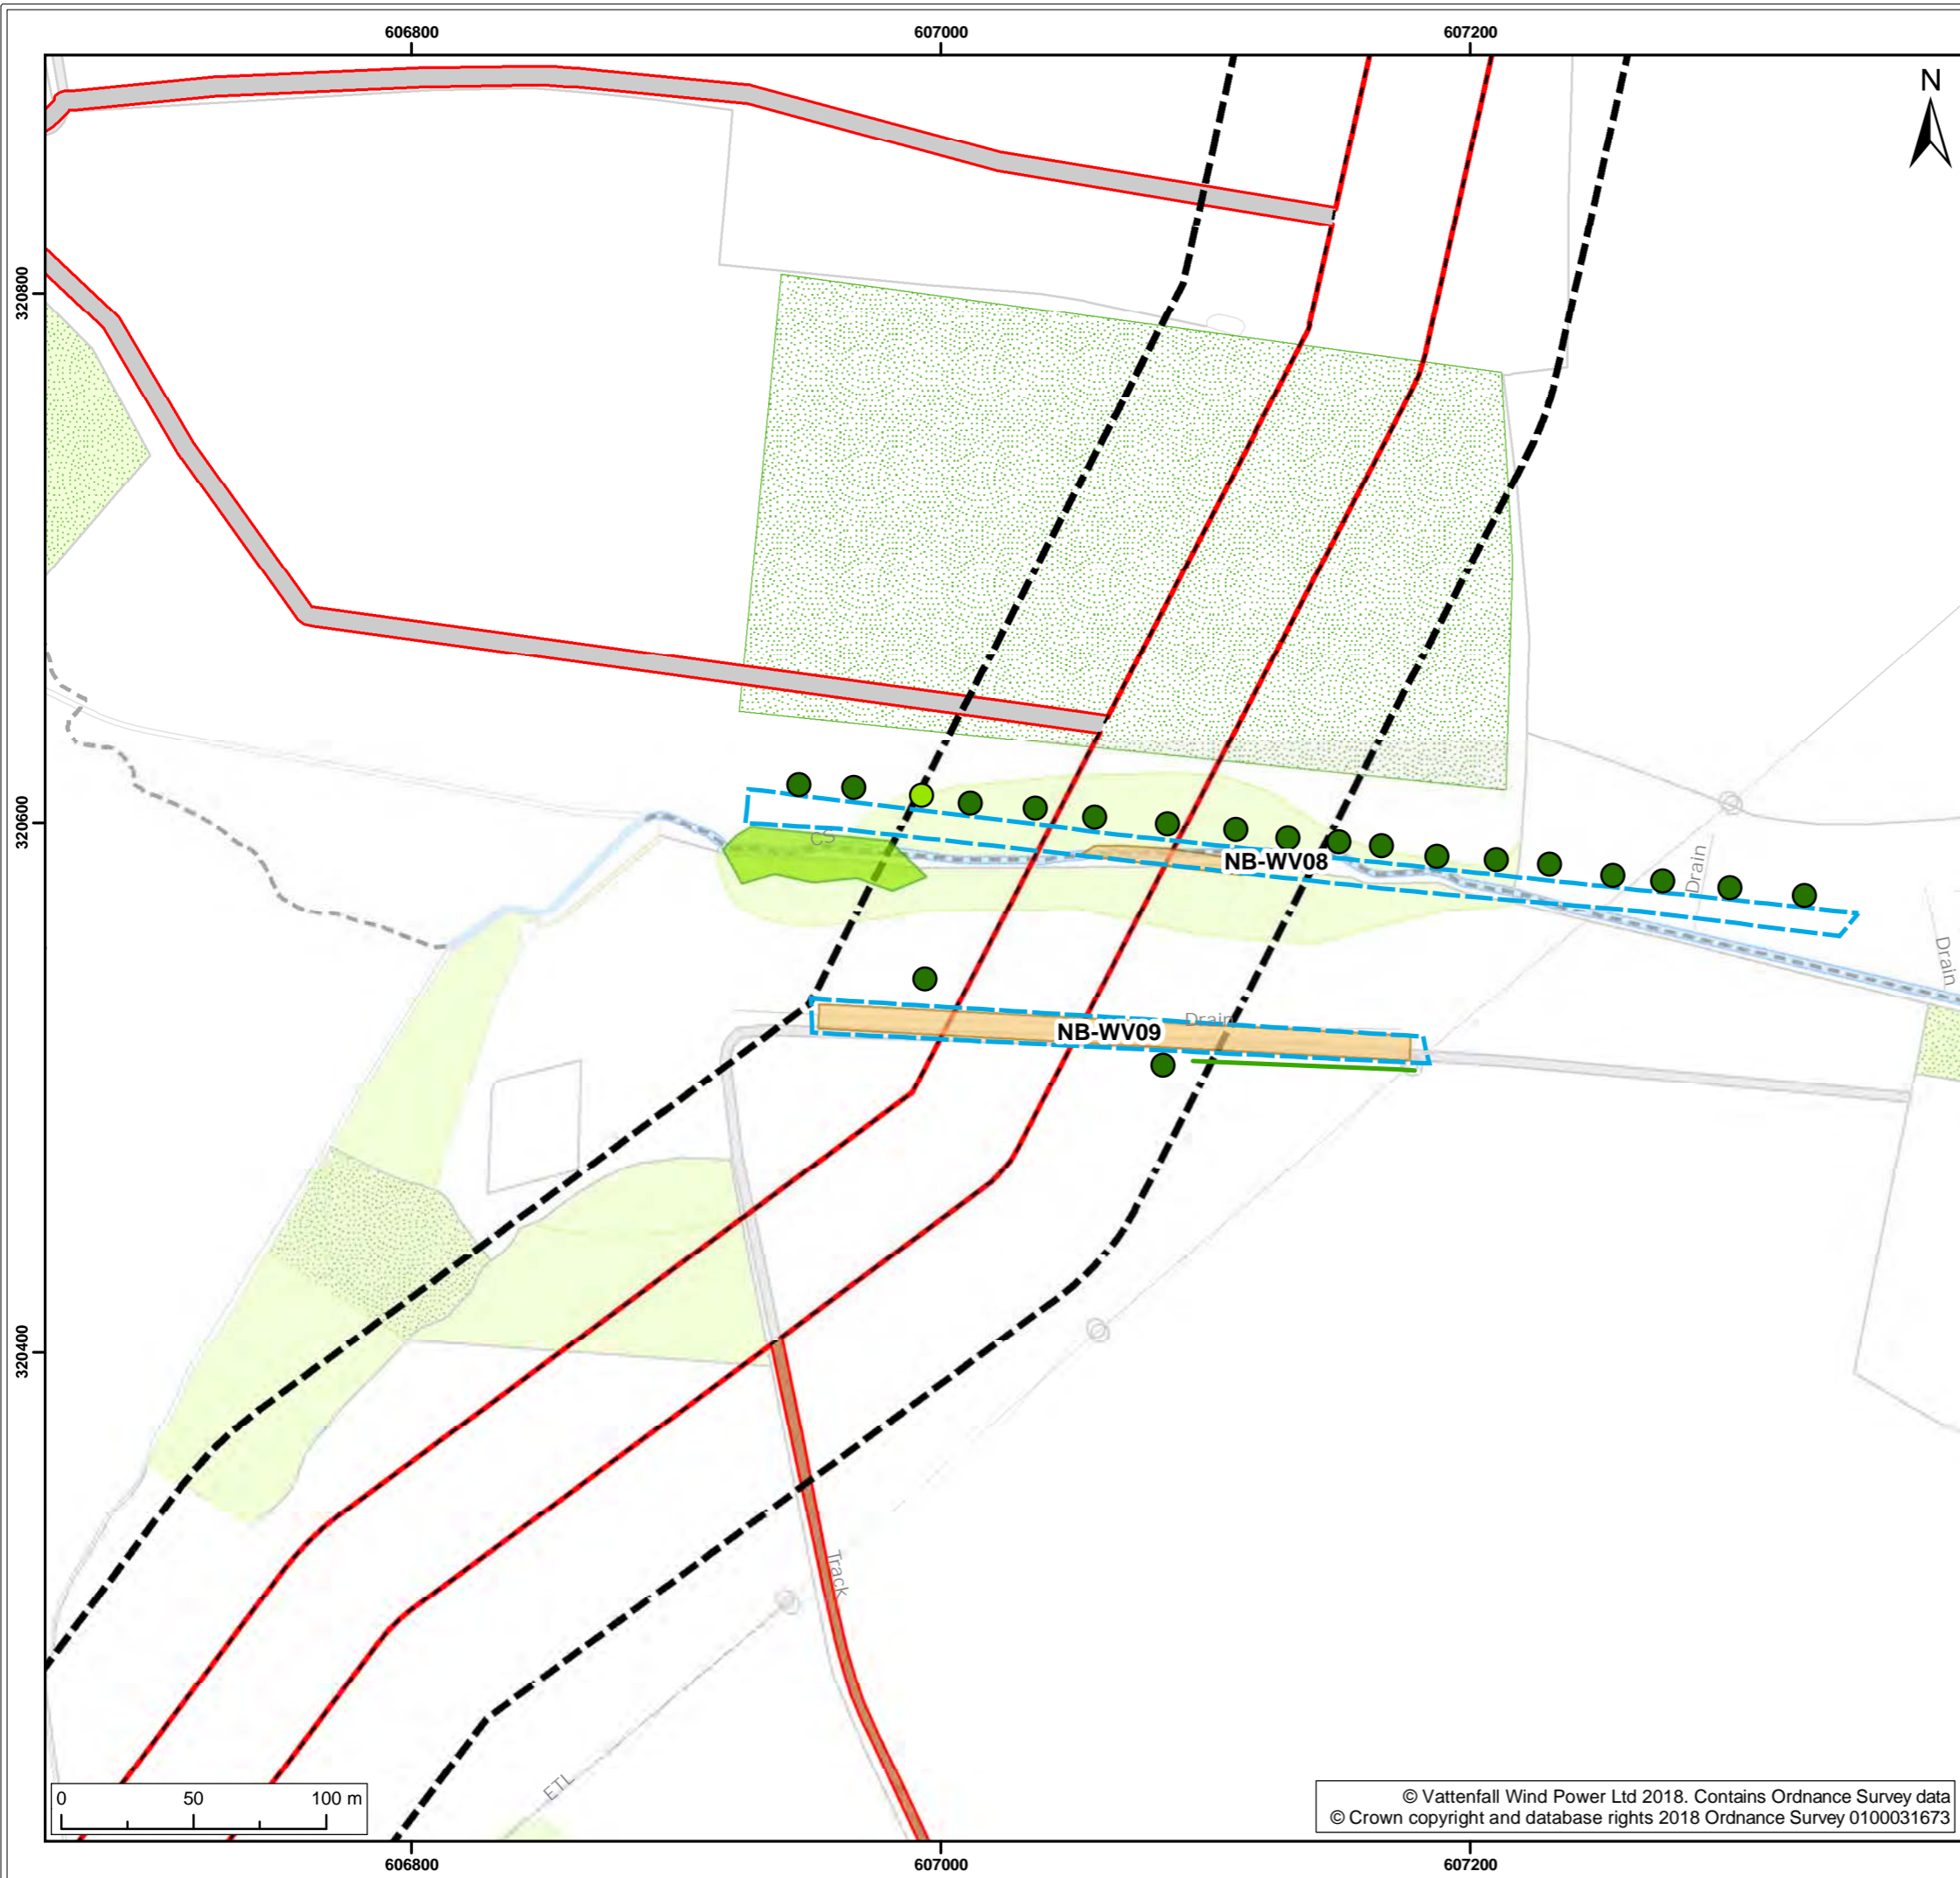 606800
607000
607200
N
320800
320600
CS
NB-WV08
Drain
Drain
Drain
NB-WV09
320400
Track
ETL
0
50
100 m
© Vattenfall Wind Power Ltd 2018. Contains Ordnance Survey data
© Crown copyright and database rights 2018 Ordnance Survey 0100031673
606800
607000
607200